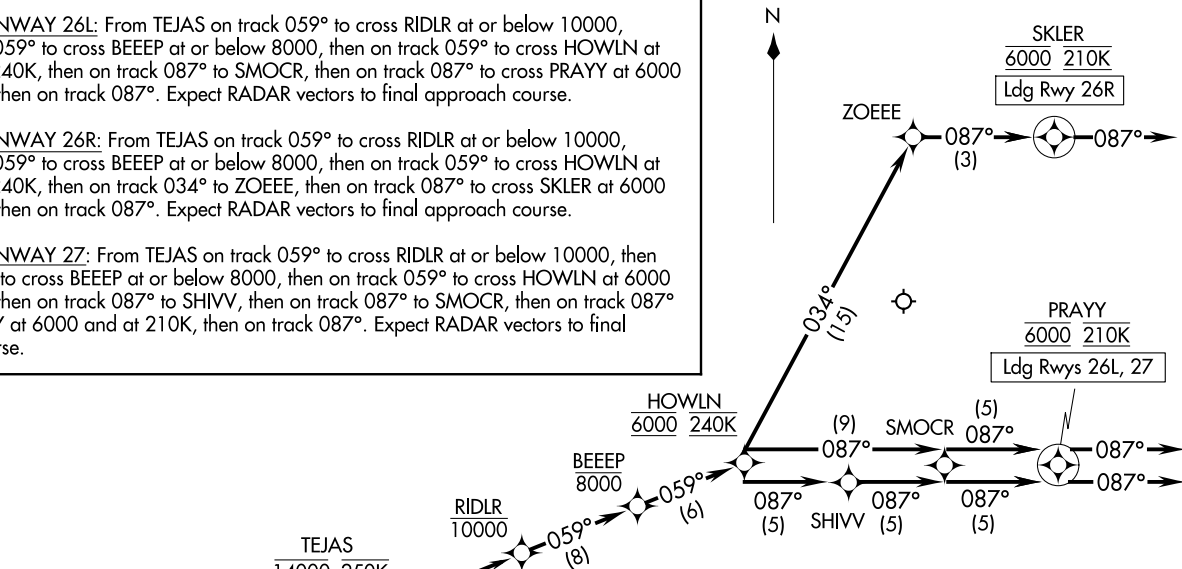 NWAY 26L: From TEJAS on track 059° to cross RIDLR at or below 10000,
059° to cross BEEEP at or below 8000, then on track 059° to cross HOWLN at
40K, then on track 087° to SMOCR, then on track 087° to cross PRAYY at 6000
then on track 087°. Expect RADAR vectors to final approach course.
NWAY 26R: From TEJAS on track 059° to cross RIDLR at or below 10000,
059° to cross BEEEP at or below 8000, then on track 059° to cross HOWLN at
40K, then on track 034° to ZOEEE, then on track 087° to cross SKLER at 6000
then on track 087°. Expect RADAR vectors to final approach course.
NWAY 27: From TEJAS on track 059° to cross RIDLR at or below 10000, then
to cross BEEEP at or below 8000, then on track 059° to cross HOWLN at 6000
then on track 087° to SHIVV, then on track 087° to SMOCR, then on track 087°
Y at 6000 and at 210K, then on track 087°. Expect RADAR vectors to final
rse.
N
SKLER
6000 210K
Ldg Rwy 26R
ZOEEE
087°
(3)
087°
034°
(15)
PRAYY
6000 210K
Ldg Rwys 26L, 27
HOWLN
6000 240K
(9)
087°
SMOCR
(5)
087°
087°
BEEEP
8000
059°
(6)
087°
(5)
SHIVV
087°
(5)
087°
(5)
087°
RIDLR
10000
059°
(8)
TEJAS
14000 250K